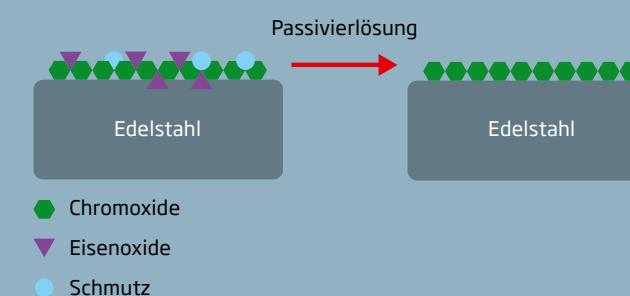 Passivierlösung
Edelstahl
Edelstahl
Chromoxide
Eisenoxide
Schmutz